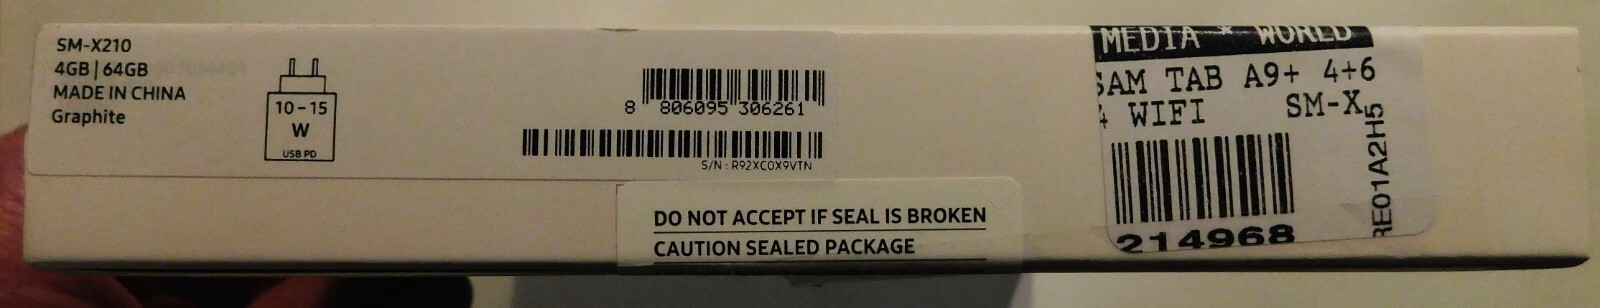 SM-X210
4GB | 64GB
MADE IN CHINA
Graphite
10-15
W
USB PD
8 806095 306261
S/N : R92XC0X9VTN
DO NOT ACCEPT IF SEAL IS BROKEN
CAUTION SEALED PACKAGE
MEDIA * WORLD
SAM TAB A9+ 4+6
4 WIFI SM-X
RE01A2H5
214968